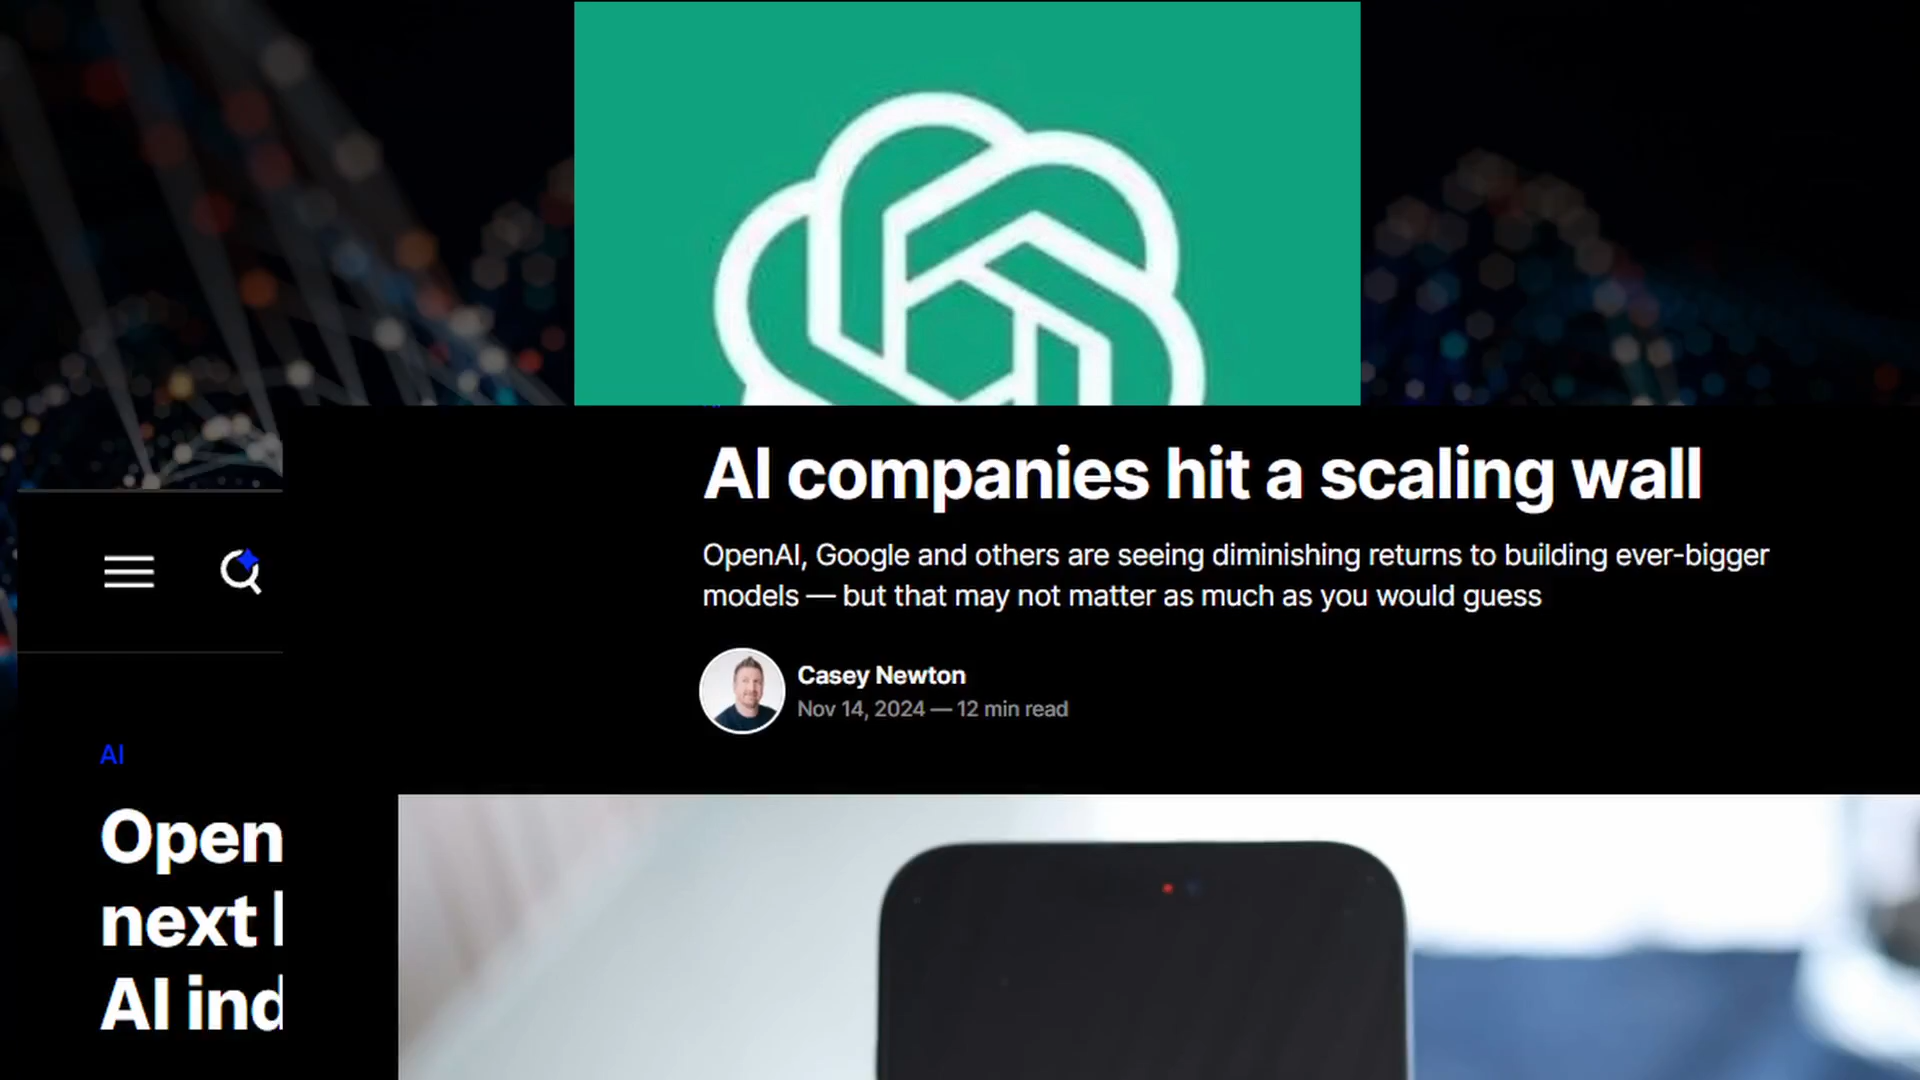 AI companies hit a scaling wall
OpenAI, Google and others are seeing diminishing returns to building ever-bigger
models — but that may not matter as much as you would guess
Casey Newton
Nov 14, 2024 — 12 min read
AI
Open
next
AI ind